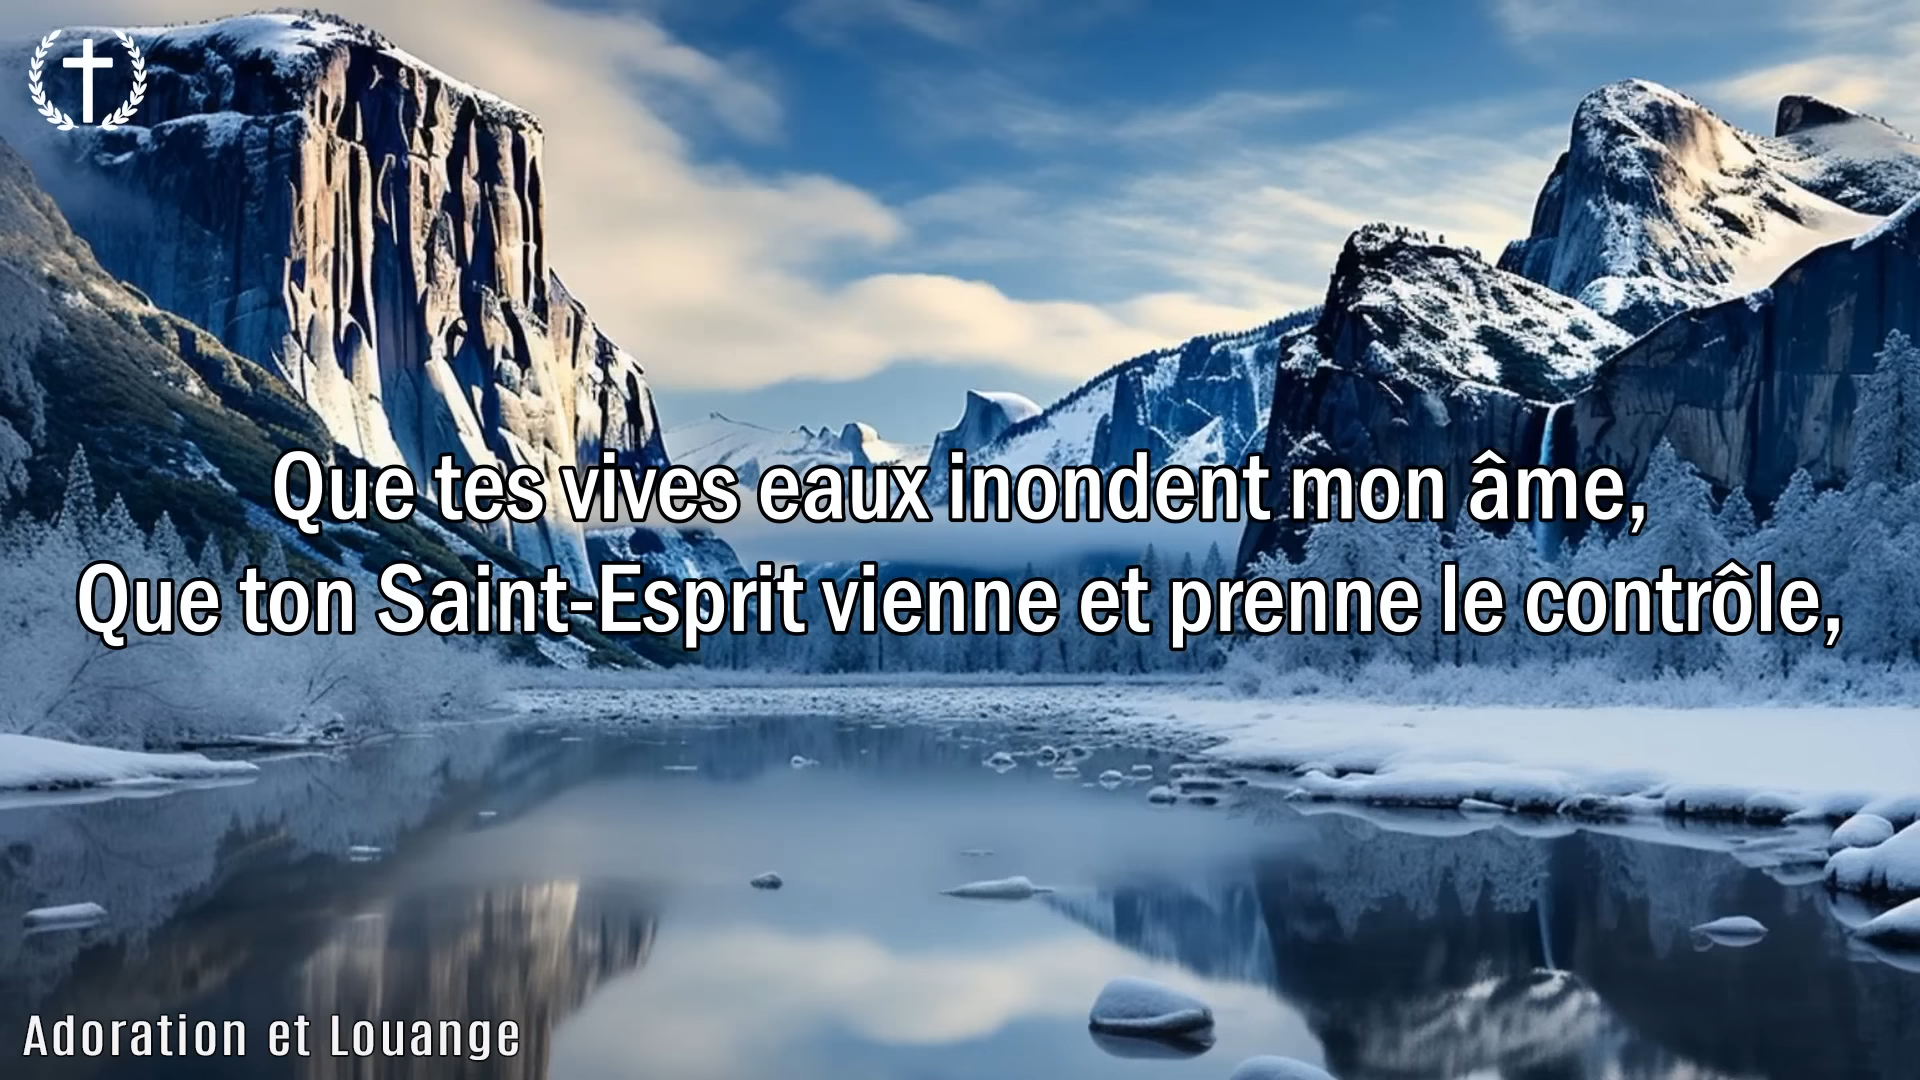 Que tes vives eaux inondent mon âme,
Que ton Saint-Esprit vienne et prenne le contrôle,
Adoration et Louange